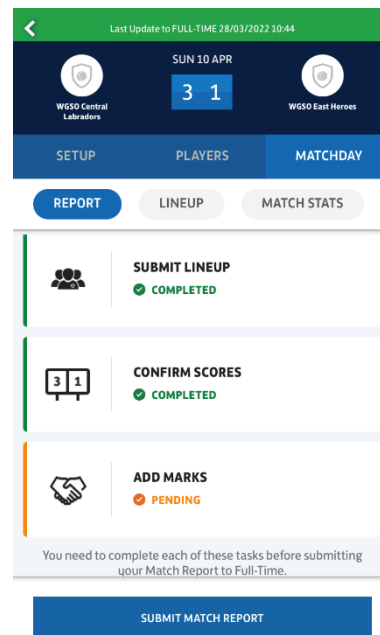 Last Update to FULL-TIME 28/03/2022 10:44
SUN 10 APR
3 1
WGSO Central
Labradors
WGSO East Heroes
SETUP
PLAYERS
MATCHDAY
REPORT
LINEUP
MATCH STATS
SUBMIT LINEUP
COMPLETED
3 1
CONFIRM SCORES
COMPLETED
ADD MARKS
PENDING
You need to complete each of these tasks before submitting
your Match Report to Full-Time.
SUBMIT MATCH REPORT